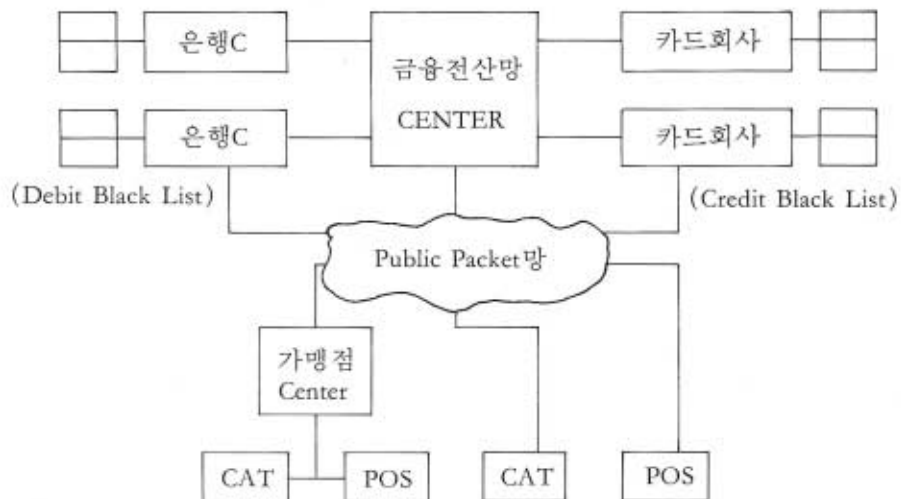 은행C
금융전산망
CENTER
카드회사
은행C
카드회사
(Debit Black List)
(Credit Black List)
Public Packet망
가맹점
Center
CAT
POS
CAT
POS